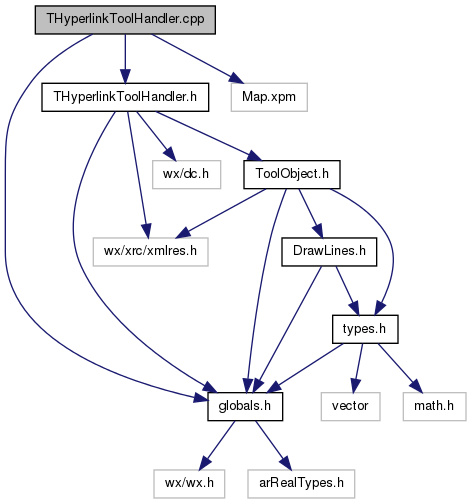 THyperlinkToolHandler.cpp
THyperlinkToolHandler.h
Map.xpm
wx/dc.h
ToolObject.h
wx/xrc/xmlres.h
DrawLines.h
types.h
globals.h
vector
math.h
wx/wx.h
arRealTypes.h